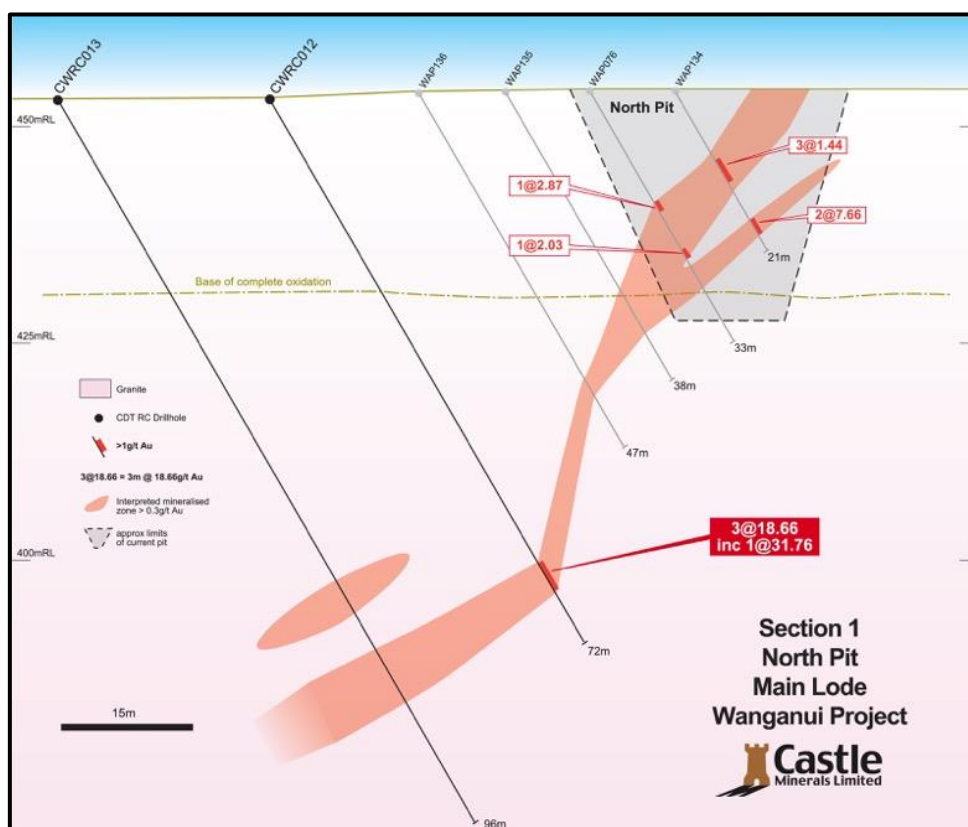 CWRC013
CWRC012
WAP136
WAP135
WAP076
WAP134
North Pit
450mRL
3@1.44
1@2.87
2@7.66
1@2.03
21m
Base of complete oxidation
425mRL
33m
38m
Granite
CDT RC Drillhole
>1g/t Au
47m
3@18.66 = 3m @ 18.66g/t Au
Interpreted mineralised
zone > 0.3g/t Au
approx limits
of current pit
3@18.66
inc 1@31.76
400mRL
72m
Section 1
North Pit
Main Lode
Wanganui Project
15m
Castle
Minerals Limited
96m